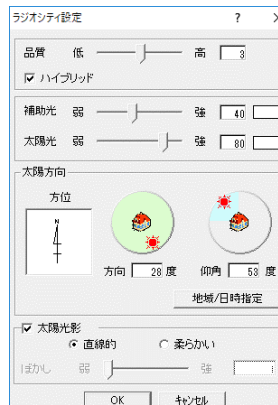 ラジオシティ設定 ?
品質 低 高 3
ハイブリッド
補助光 弱 強 40
太陽光 弱 強 80
太陽方向
方位
N
方向 28 度 仰角 53 度
地域/日時指定
太陽光影
直線的 柔らかい
ぼかし 弱 強
OK キャンセル